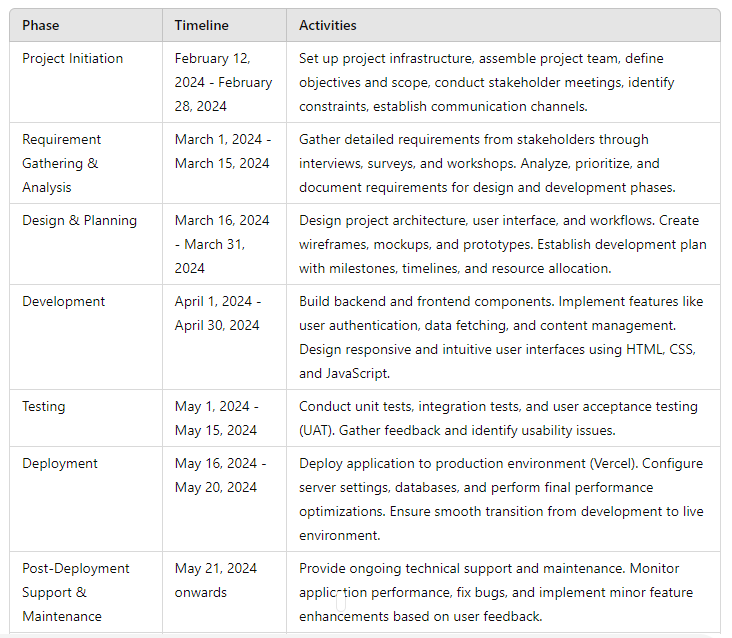 Phase Timeline Activities
Project Initiation
February 12,
2024 - February
28, 2024
Set up project infrastructure, assemble project team, define
objectives and scope, conduct stakeholder meetings, identify
constraints, establish communication channels.
Requirement
Gathering &
Analysis
March 1, 2024 -
March 15, 2024
Gather detailed requirements from stakeholders through
interviews, surveys, and workshops. Analyze, prioritize, and
document requirements for design and development phases.
Design & Planning
March 16, 2024
- March 31,
2024
Design project architecture, user interface, and workflows. Create
wireframes, mockups, and prototypes. Establish development plan
with milestones, timelines, and resource allocation.
Development
April 1, 2024 -
April 30, 2024
Build backend and frontend components. Implement features like
user authentication, data fetching, and content management.
Design responsive and intuitive user interfaces using HTML, CSS,
and JavaScript.
Testing
May 1, 2024 -
May 15, 2024
Conduct unit tests, integration tests, and user acceptance testing
(UAT). Gather feedback and identify usability issues.
Deployment
May 16, 2024 -
May 20, 2024
Deploy application to production environment (Vercel). Configure
server settings, databases, and perform final performance
optimizations. Ensure smooth transition from development to live
environment.
Post-Deployment
Support &
Maintenance
May 21, 2024
onwards
Provide ongoing technical support and maintenance. Monitor
application performance, fix bugs, and implement minor feature
enhancements based on user feedback.